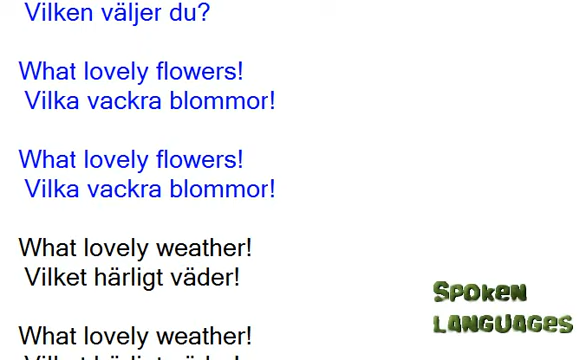 Vilken väljer du?
What lovely flowers!
Vilka vackra blommor!
What lovely flowers!
Vilka vackra blommor!
What lovely weather!
Vilket härligt väder!
What lovely weather!
Spoken
Languages